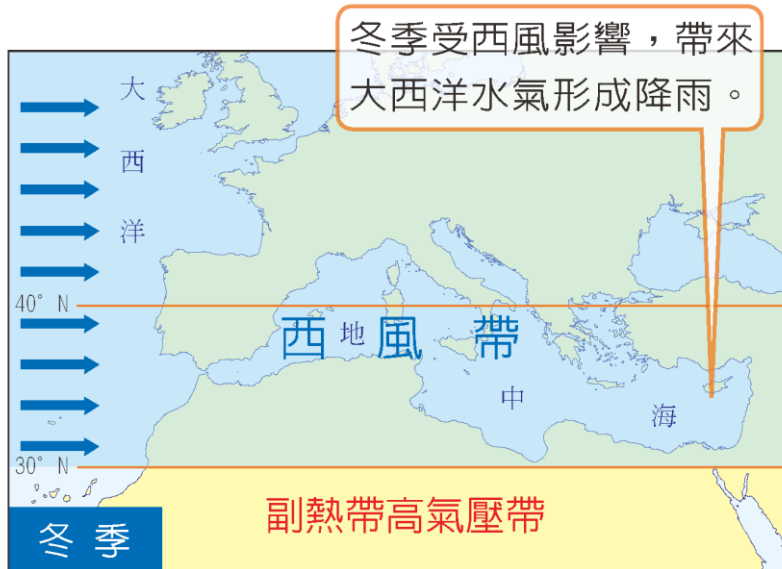 冬季受西風影響，帶來
大西洋水氣形成降雨。
大
西
洋
40° N
西風帶
地
中
海
30° N
副熱帶高氣壓帶
冬季